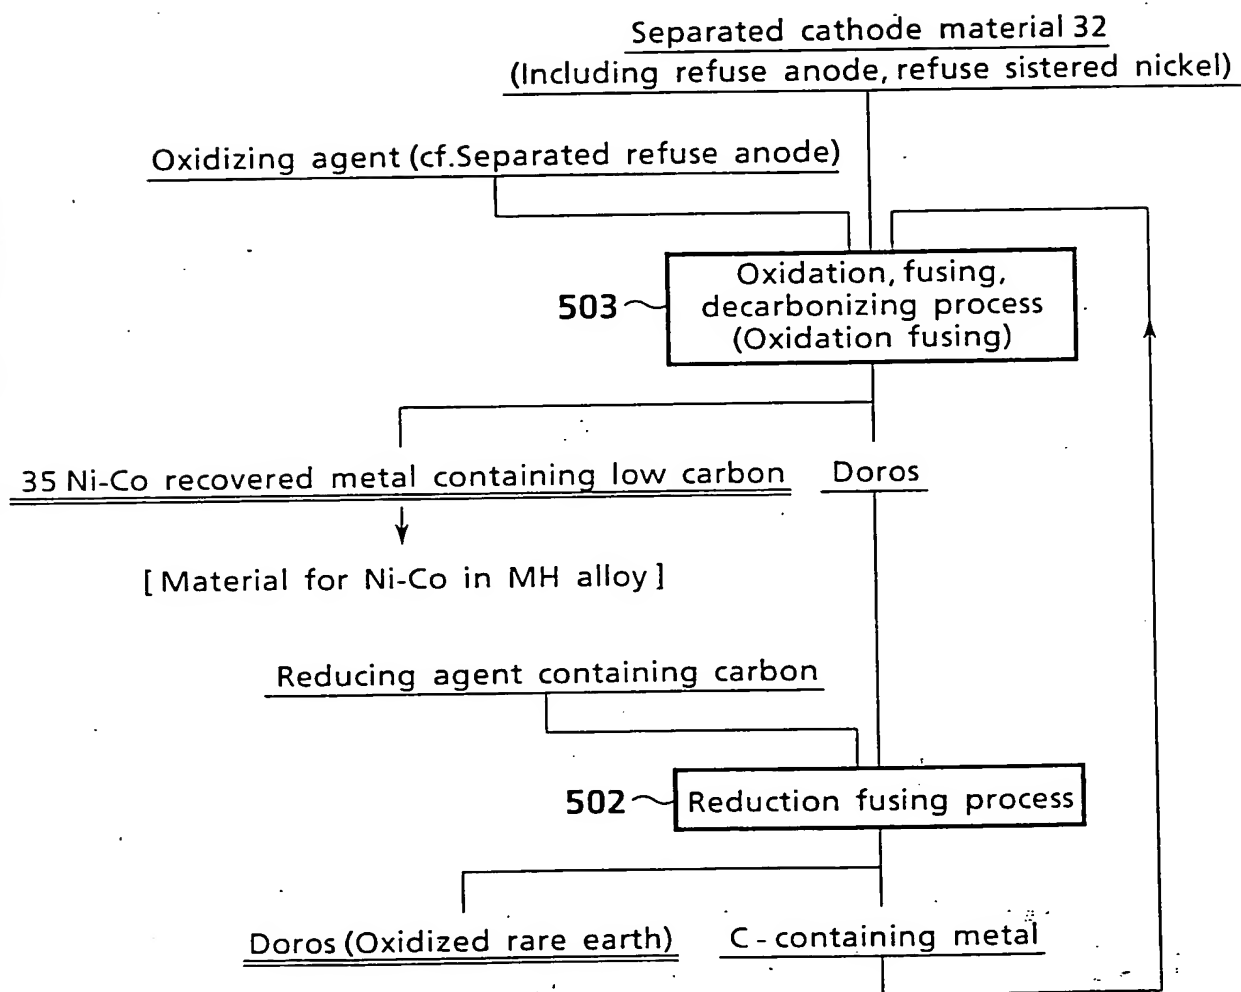 Separated cathode material 32
(Including refuse anode, refuse sistered nickel)
Oxidizing agent (cf.Separated refuse anode)
503
Oxidation, fusing,
decarbonizing process
(Oxidation fusing)
35 Ni-Co recovered metal containing low carbon
Doros
[ Material for Ni-Co in MH alloy ]
Reducing agent containing carbon
502
Reduction fusing process
Doros (Oxidized rare earth)
C - containing metal